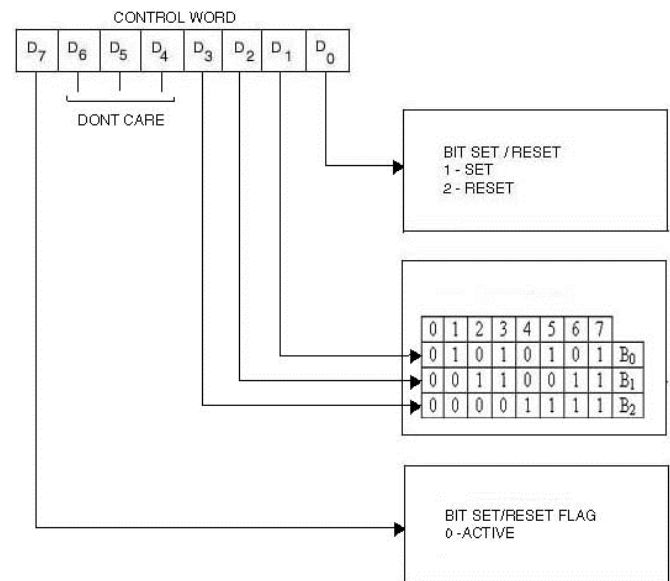 CONTROL WORD
D7 D6 D5 D4 D3 D2 D1 D0
DONT CARE
BIT SET / RESET
1 - SET
2 - RESET
0 1 2 3 4 5 6 7
0 1 0 1 0 1 0 1 B0
0 0 1 1 0 0 1 1 B1
0 0 0 0 1 1 1 1 B2
BIT SET/RESET FLAG
0 -ACTIVE